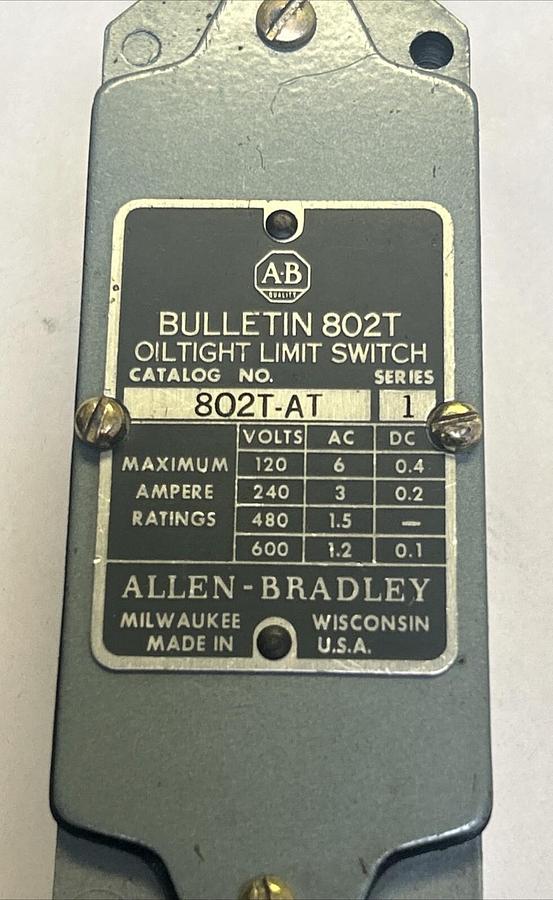 A-B
QUALITY
BULLETIN 802T
OILTIGHT LIMIT SWITCH
CATALOG NO. SERIES
802T-AT 1
VOLTS AC DC
MAXIMUM 120 6 0.4
AMPERE 240 3 0.2
RATINGS 480 1.5 —
600 1.2 0.1
ALLEN-BRADLEY
MILWAUKEE WISCONSIN
MADE IN U.S.A.